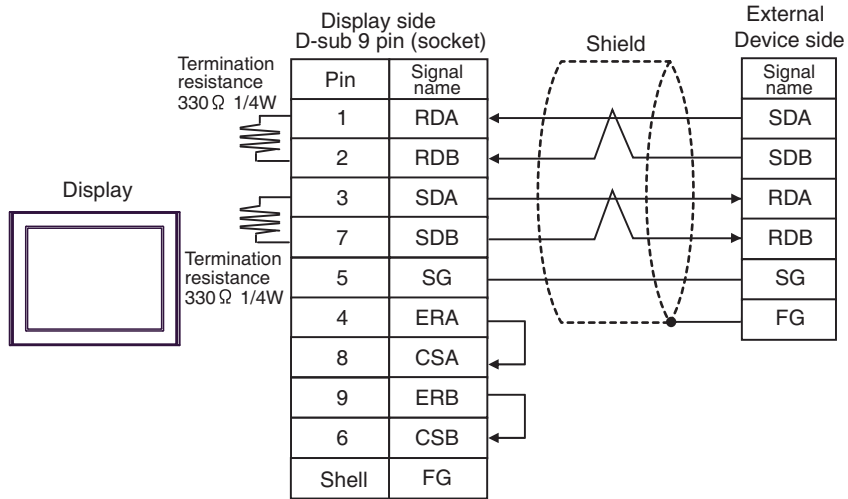 Display side
D-sub 9 pin (socket)
Shield
External
Device side
Termination
resistance
330 Ω 1/4W
Pin
Signal
name
Signal
name
1
RDA
SDA
2
RDB
SDB
Display
3
SDA
RDA
7
SDB
RDB
Termination
resistance
330 Ω 1/4W
5
SG
SG
4
ERA
FG
8
CSA
9
ERB
6
CSB
Shell
FG